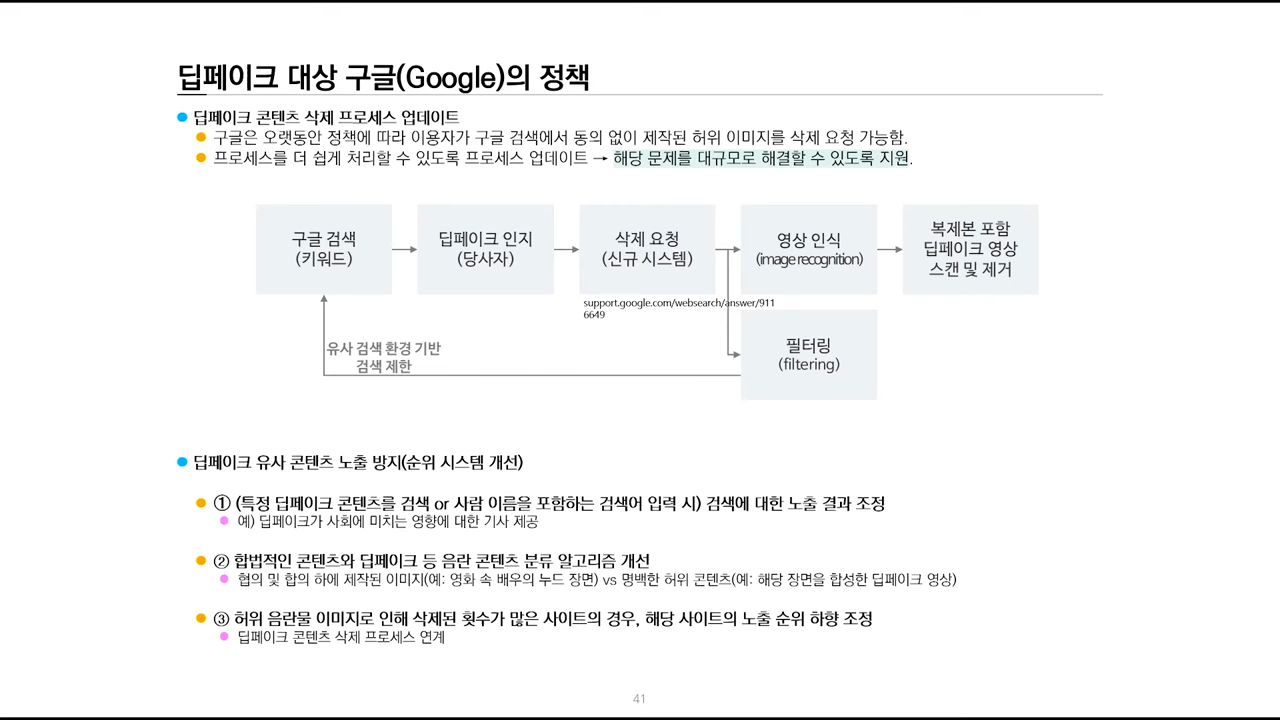 딥페이크 대상 구글(Google)의 정책
딥페이크 콘텐츠 삭제 프로세스 업데이트
구글은 오랫동안 정책에 따라 이용자가 구글 검색에서 동의 없이 제작된 허위 이미지를 삭제 요청 가능함.
프로세스를 더 쉽게 처리할 수 있도록 프로세스 업데이트 → 해당 문제를 대규모로 해결할 수 있도록 지원.
구글 검색
(키워드)
딥페이크 인지
(당사자)
삭제 요청
(신규 시스템)
영상 인식
(image recognition)
복제본 포함
딥페이크 영상
스캔 및 제거
support.google.com/websearch/answer/911
6649
필터링
(filtering)
유사 검색 환경 기반
검색 제한
딥페이크 유사 콘텐츠 노출 방지(순위 시스템 개선)
① (특정 딥페이크 콘텐츠를 검색 or 사람 이름을 포함하는 검색어 입력 시) 검색에 대한 노출 결과 조정
예) 딥페이크가 사회에 미치는 영향에 대한 기사 제공
② 합법적인 콘텐츠와 딥페이크 등 음란 콘텐츠 분류 알고리즘 개선
협의 및 합의 하에 제작된 이미지(예: 영화 속 배우의 누드 장면) vs 명백한 허위 콘텐츠(예: 해당 장면을 합성한 딥페이크 영상)
③ 허위 음란물 이미지로 인해 삭제된 횟수가 많은 사이트의 경우, 해당 사이트의 노출 순위 하향 조정
딥페이크 콘텐츠 삭제 프로세스 연계
41